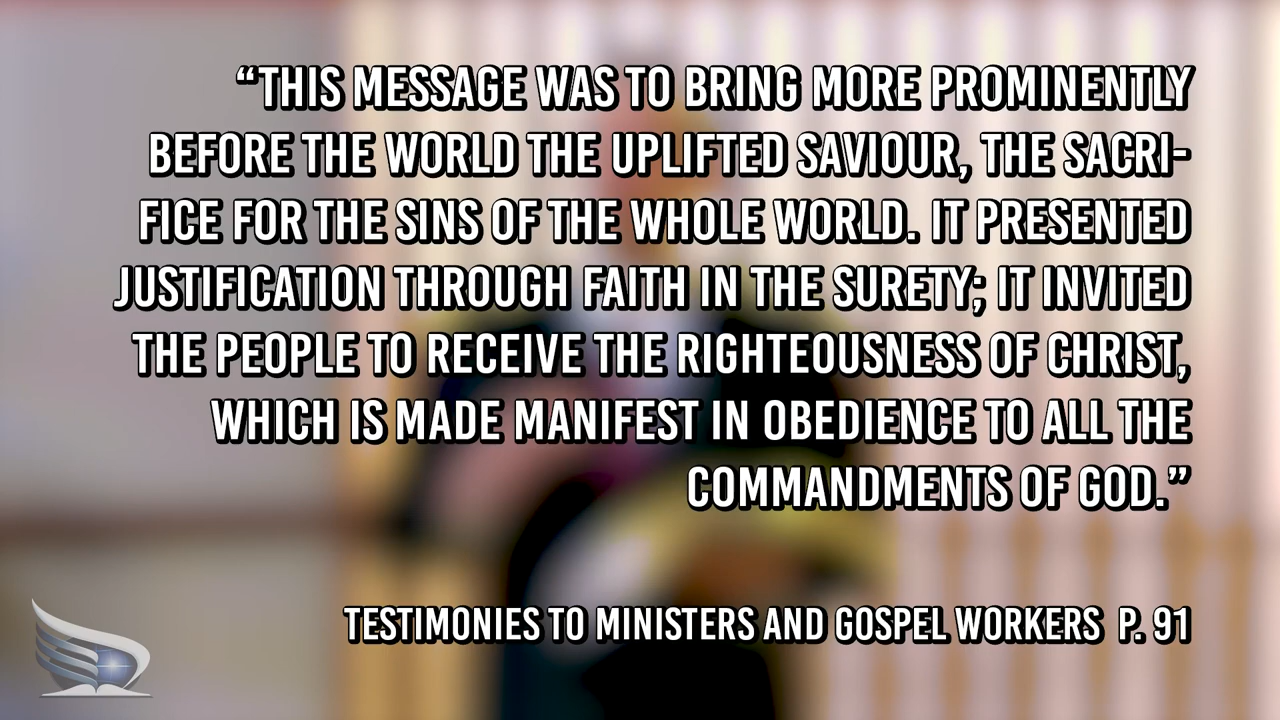 “THIS MESSAGE WAS TO BRING MORE PROMINENTLY
BEFORE THE WORLD THE UPLIFTED SAVIOUR, THE SACRI-
FICE FOR THE SINS OF THE WHOLE WORLD. IT PRESENTED
JUSTIFICATION THROUGH FAITH IN THE SURETY; IT INVITED
THE PEOPLE TO RECEIVE THE RIGHTEOUSNESS OF CHRIST,
WHICH IS MADE MANIFEST IN OBEDIENCE TO ALL THE
COMMANDMENTS OF GOD.”
TESTIMONIES TO MINISTERS AND GOSPEL WORKERS P. 91